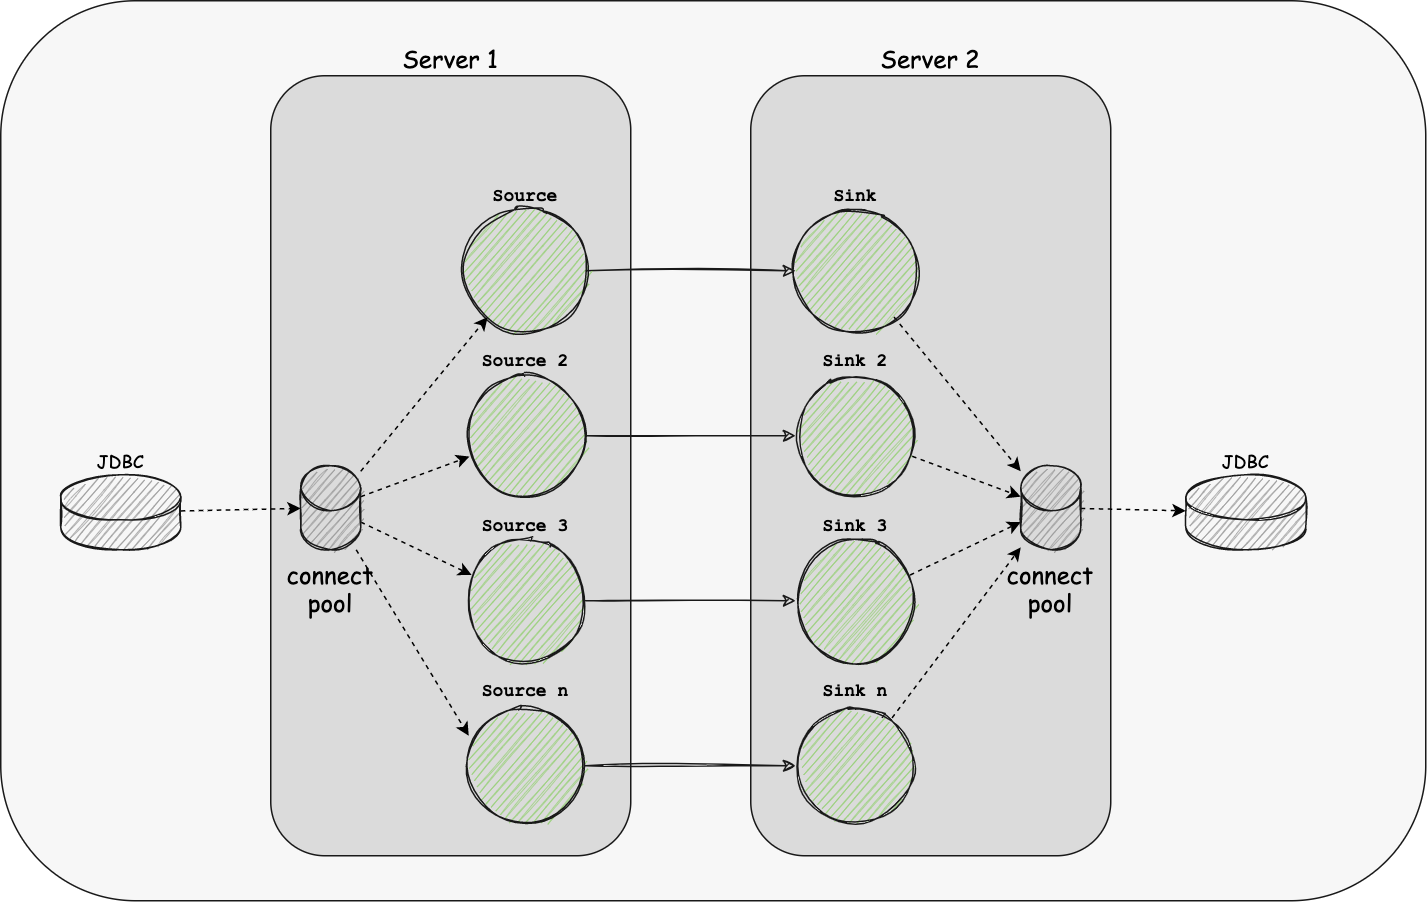 Server 1
Server 2
Source
Sink
Source 2
Sink 2
JDBC
JDBC
Source 3
Sink 3
connect
pool
connect
pool
Source n
Sink n